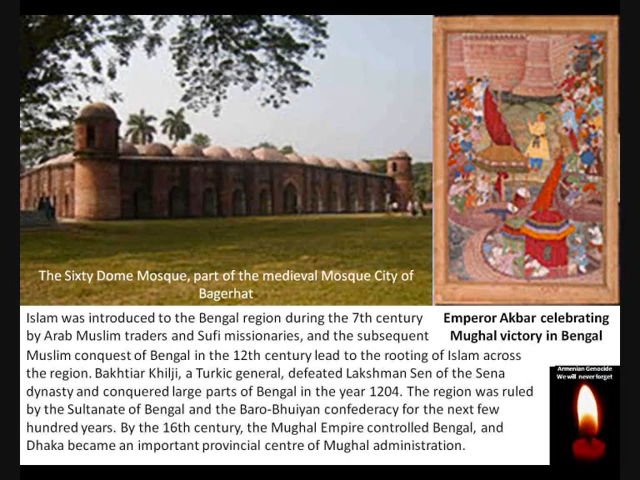 The Sixty Dome Mosque, part of the medieval Mosque City of
Bagerhat
Islam was introduced to the Bengal region during the 7th century
by Arab Muslim traders and Sufi missionaries, and the subsequent
Muslim conquest of Bengal in the 12th century lead to the rooting of Islam across
the region. Bakhtiar Khilji, a Turkic general, defeated Lakshman Sen of the Sena
dynasty and conquered large parts of Bengal in the year 1204. The region was ruled
by the Sultanate of Bengal and the Baro-Bhuiyan confederacy for the next few
hundred years. By the 16th century, the Mughal Empire controlled Bengal, and
Dhaka became an important provincial centre of Mughal administration.
Emperor Akbar celebrating
Mughal victory in Bengal
Armenian Genocide
We will never forget